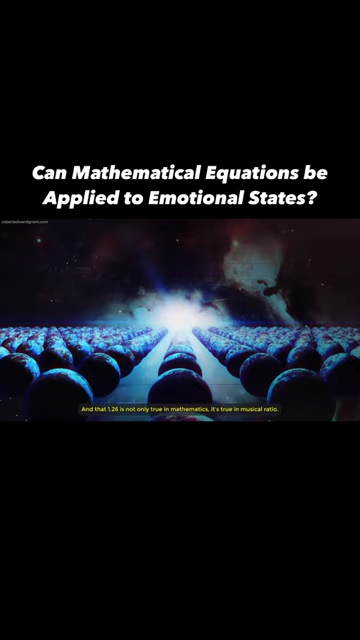 Can Mathematical Equations be
Applied to Emotional States?
robertedwardgrant.com
And that 1.26 is not only true in mathematics, it's true in musical ratio.